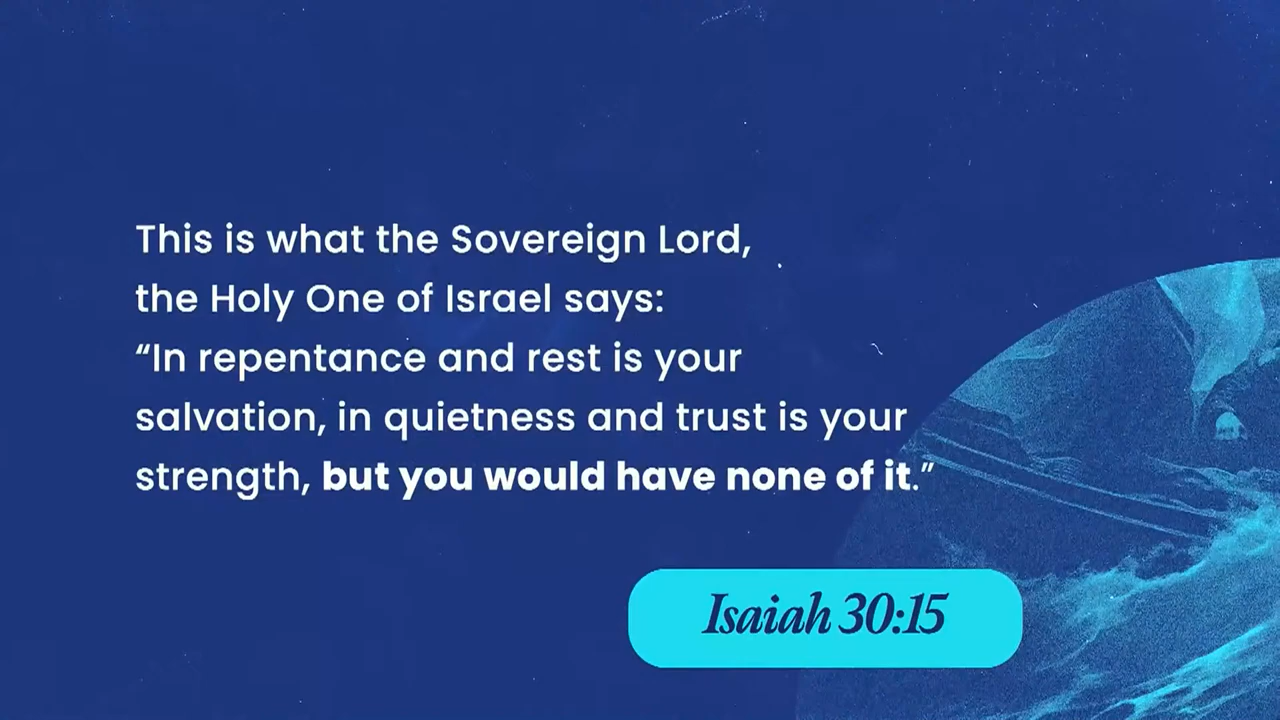 This is what the Sovereign Lord,
the Holy One of Israel says:
“In repentance and rest is your
salvation, in quietness and trust is your
strength, but you would have none of it.”
Isaiah 30:15